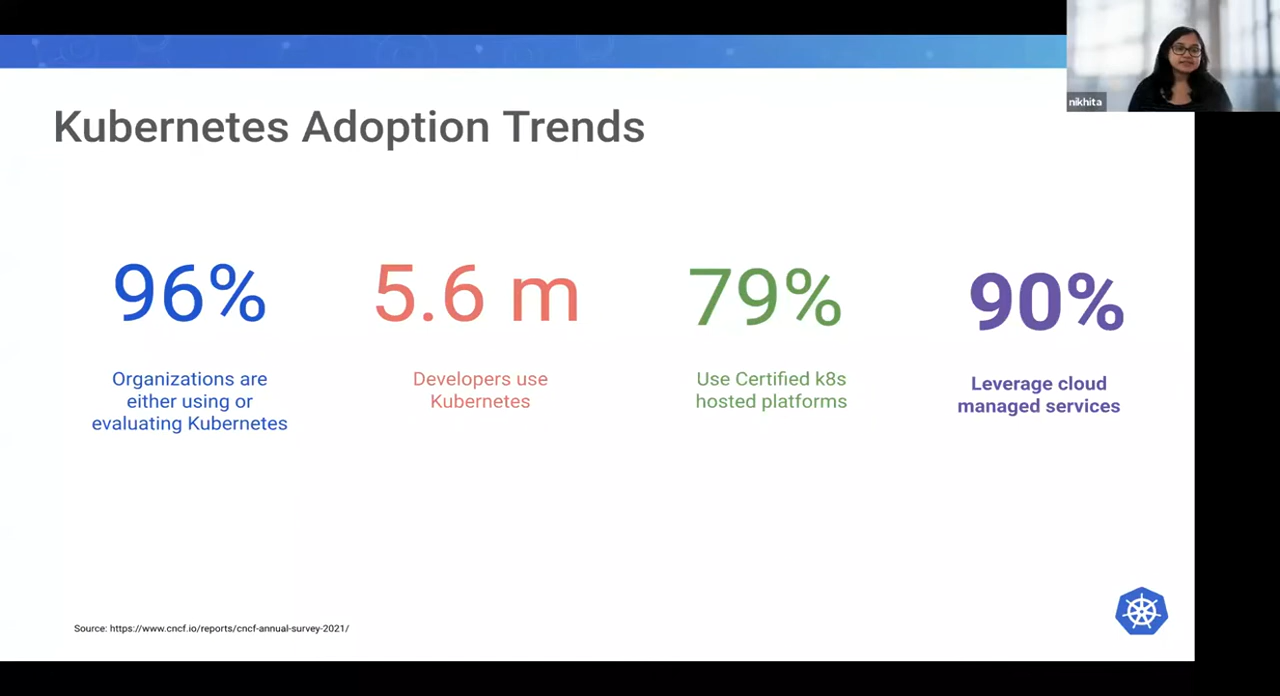 nikhita
Kubernetes Adoption Trends
96%
Organizations are
either using or
evaluating Kubernetes
5.6 m
Developers use
Kubernetes
79%
Use Certified k8s
hosted platforms
90%
Leverage cloud
managed services
Source: https://www.cncf.io/reports/cncf-annual-survey-2021/